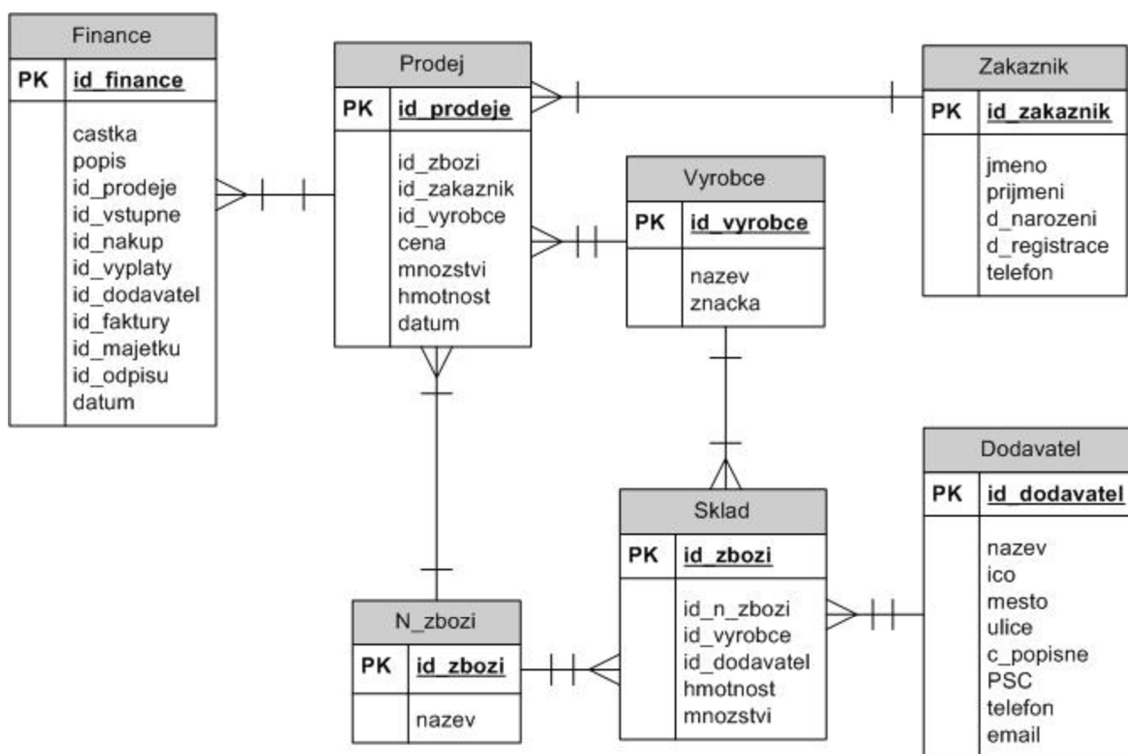 Finance
PK id_finance
castka
popis
id_prodeje
id_vstupne
id_nakup
id_vyplaty
id_dodavatel
id_faktury
id_majetku
id_odpisu
datum
Prodej
PK id_prodeje
id_zbozi
id_zakaznik
id_vyrobce
cena
mnozstvi
hmotnost
datum
Zakaznik
PK id_zakaznik
jmeno
prijmeni
d_narozeni
d_registrace
telefon
Vyrobce
PK id_vyrobce
nazev
znacka
N_zbozi
PK id_zbozi
nazev
Sklad
PK id_zbozi
id_n_zbozi
id_vyrobce
id_dodavatel
hmotnost
mnozstvi
Dodavatel
PK id_dodavatel
nazev
ico
mesto
ulice
c_popisne
PSC
telefon
email